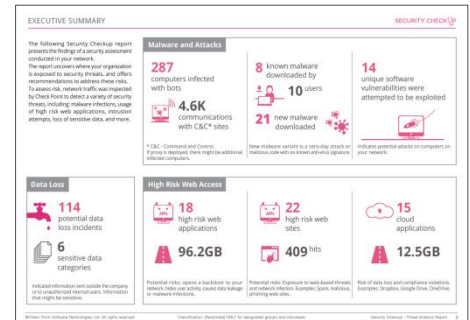 EXECUTIVE SUMMARY
SECURITY CHECKUP
The following Security Checkup report
presents the findings of a security assessment
conducted in your network.
The report uncovers where your organization
is exposed to security threats, and offers
recommendations to address these risks.
To assess risk, network traffic was inspected
by Check Point to detect a variety of security
threats, including: malware infections, usage
of high risk web applications, intrusion
attempts, loss of sensitive data, and more.
Malware and Attacks
287
computers infected
with bots
4.6K
communications
with C&C* sites
* C&C - Command and Control.
If proxy is deployed, there might be additional
infected computers.
8 known malware
downloaded by
10 users
21 new malware
downloaded
New malware variant is a zero-day attack or
malicious code with no known anti-virus signature.
14
unique software
vulnerabilities were
attempted to be exploited
Indicates potential attacks on computers on
your network.
Data Loss
114
potential data
loss incidents
6
sensitive data
categories
Indicated information sent outside the company
or to unauthorized internal users. Information
that might be sensitive.
High Risk Web Access
18
high risk web
applications
96.2GB
Potential risks: opens a backdoor to your
network, hides user activity, causes data leakage
or malware infections.
22
high risk web
sites
409 hits
Potential risks: Exposure to web-based threats
and network infection. Examples: Spam, malicious,
phishing web sites.
15
cloud
applications
12.5GB
Risk of data loss and compliance violations.
Examples: Dropbox, Google Drive, OneDrive.
©Check Point Software Technologies Ltd. All rights reserved
Classification: [Restricted] ONLY for designated groups and individuals
Security Checkup - Threat Analysis Report